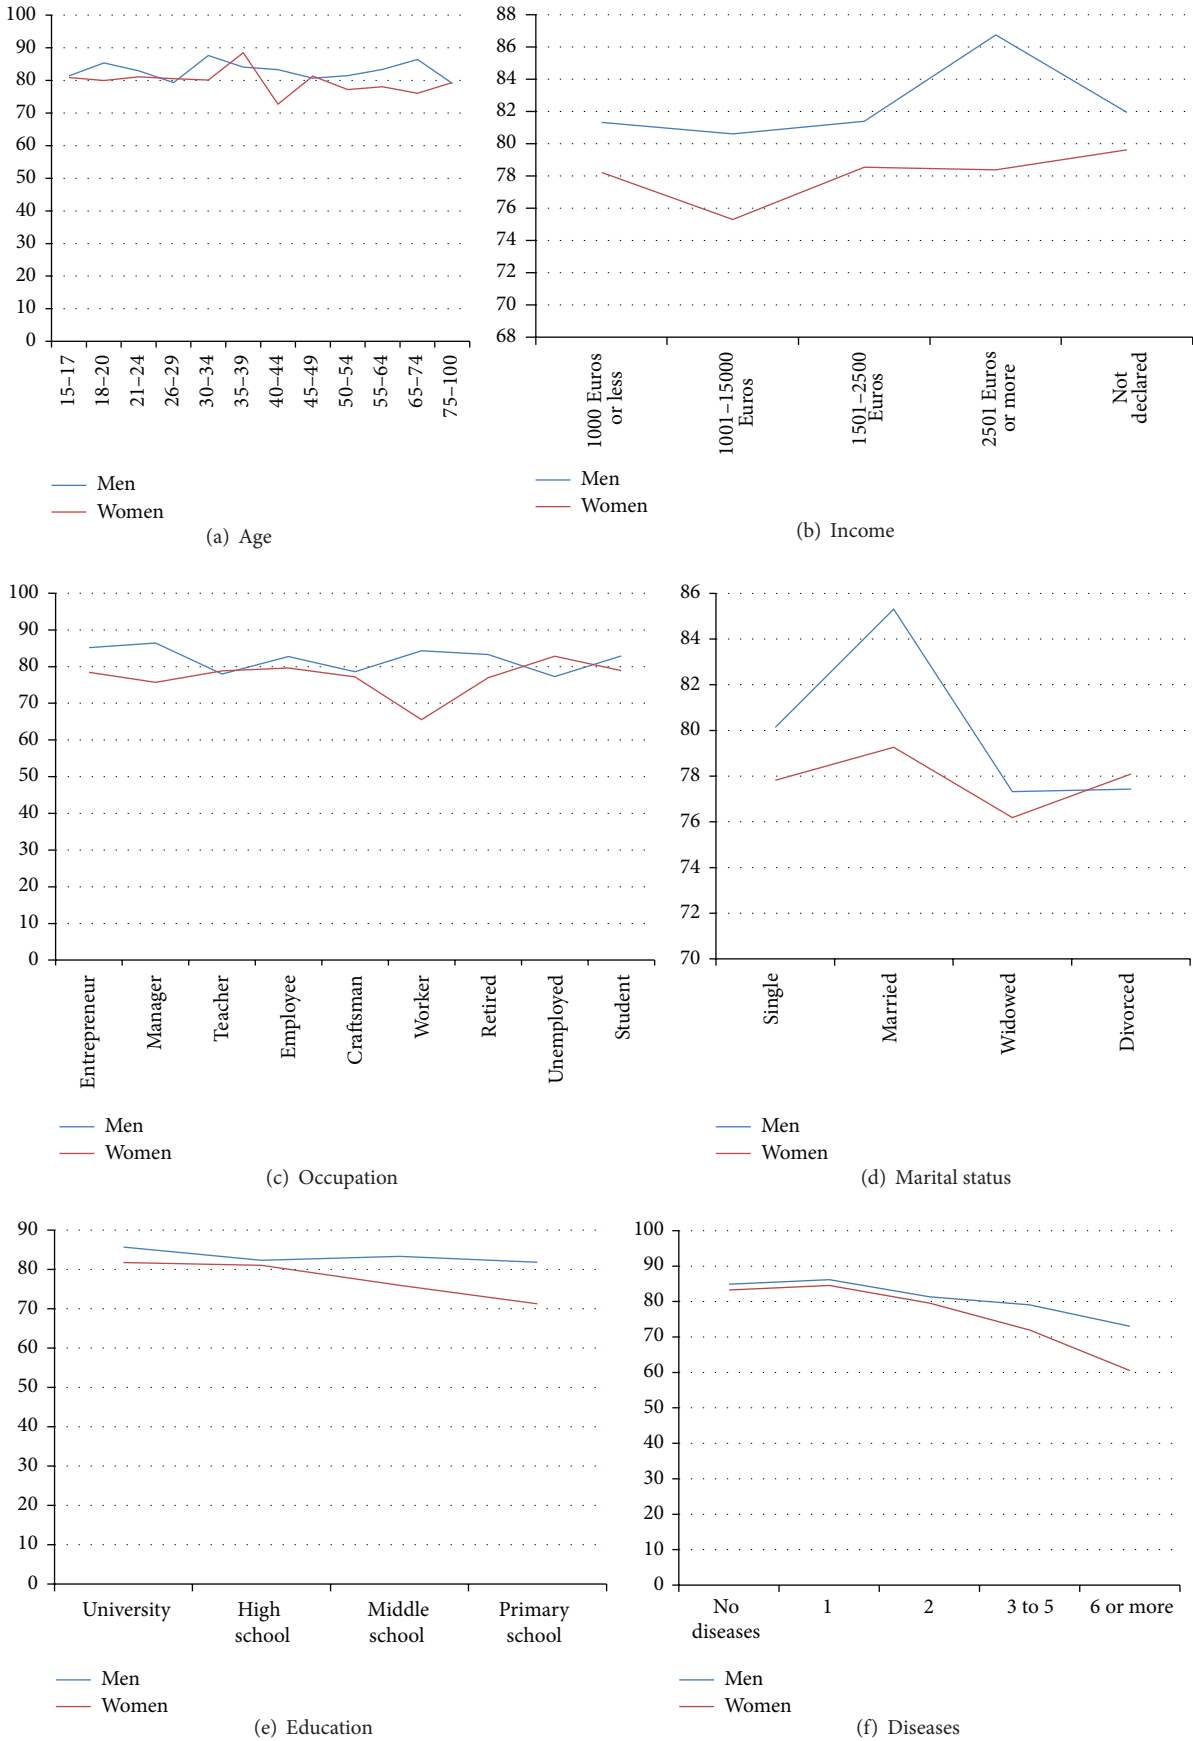 100
90
80
70
60
50
40
30
20
10
0
15–17
18–20
21–24
26–29
30–34
35–39
40–44
45–49
50–54
55–64
65–74
75–100
Men
Women
(a) Age
88
86
84
82
80
78
76
74
72
70
68
1000 Euros
or less
1001–15000
Euros
1501–2500
Euros
2501 Euros
or more
Not
declared
Men
Women
(b) Income
100
90
80
70
60
50
40
30
20
10
0
Entrepreneur
Manager
Teacher
Employee
Craftsman
Worker
Retired
Unemployed
Student
Men
Women
(c) Occupation
86
84
82
80
78
76
74
72
70
Single
Married
Widowed
Divorced
Men
Women
(d) Marital status
90
80
70
60
50
40
30
20
10
0
University
High
school
Middle
school
Primary
school
Men
Women
(e) Education
100
90
80
70
60
50
40
30
20
10
0
No
diseases
1
2
3 to 5
6 or more
Men
Women
(f) Diseases